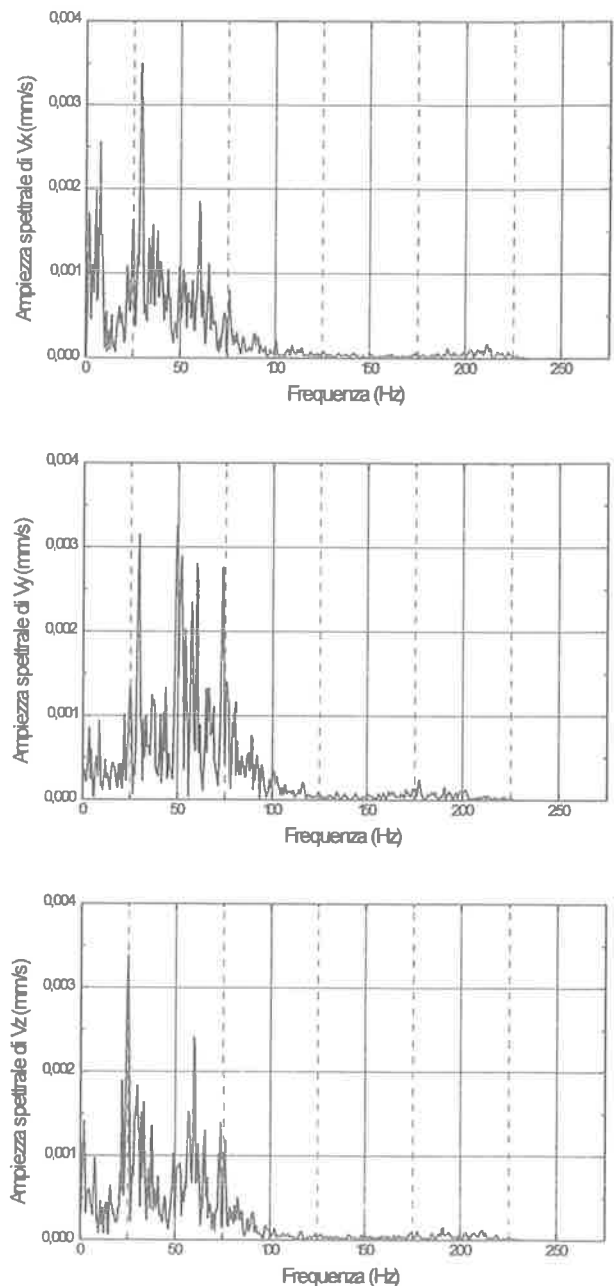 0,004
0,003
0,002
0,001
0,000
Ampiezza spettrale di Vx (mm/s)
0 50 100 150 200 250
Frequenza (Hz)
0,004
0,003
0,002
0,001
0,000
Ampiezza spettrale di Vy (mm/s)
0 50 100 150 200 250
Frequenza (Hz)
0,004
0,003
0,002
0,001
0,000
Ampiezza spettrale di Vz (mm/s)
0 50 100 150 200 250
Frequenza (Hz)